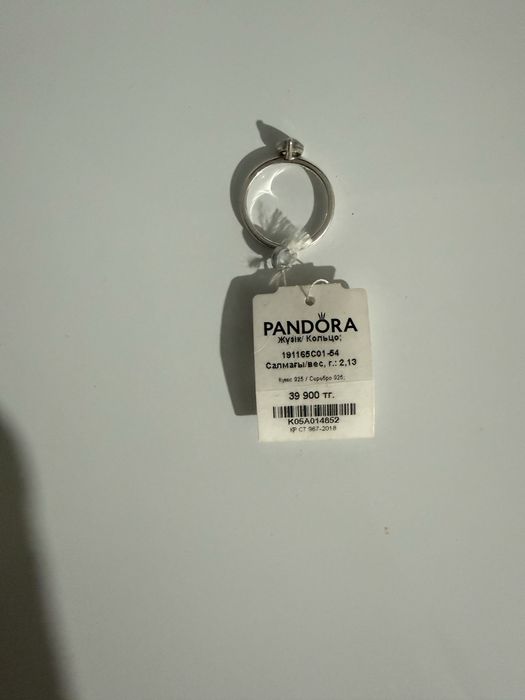 PANDORA
Жүзік/ Кольцо;
191165C01-54
Салмағы/вес, г.: 2,13
Күміс 925 / Серебро 925;
39 900 тг.
K05A014652
ҚР СТ 967-2018